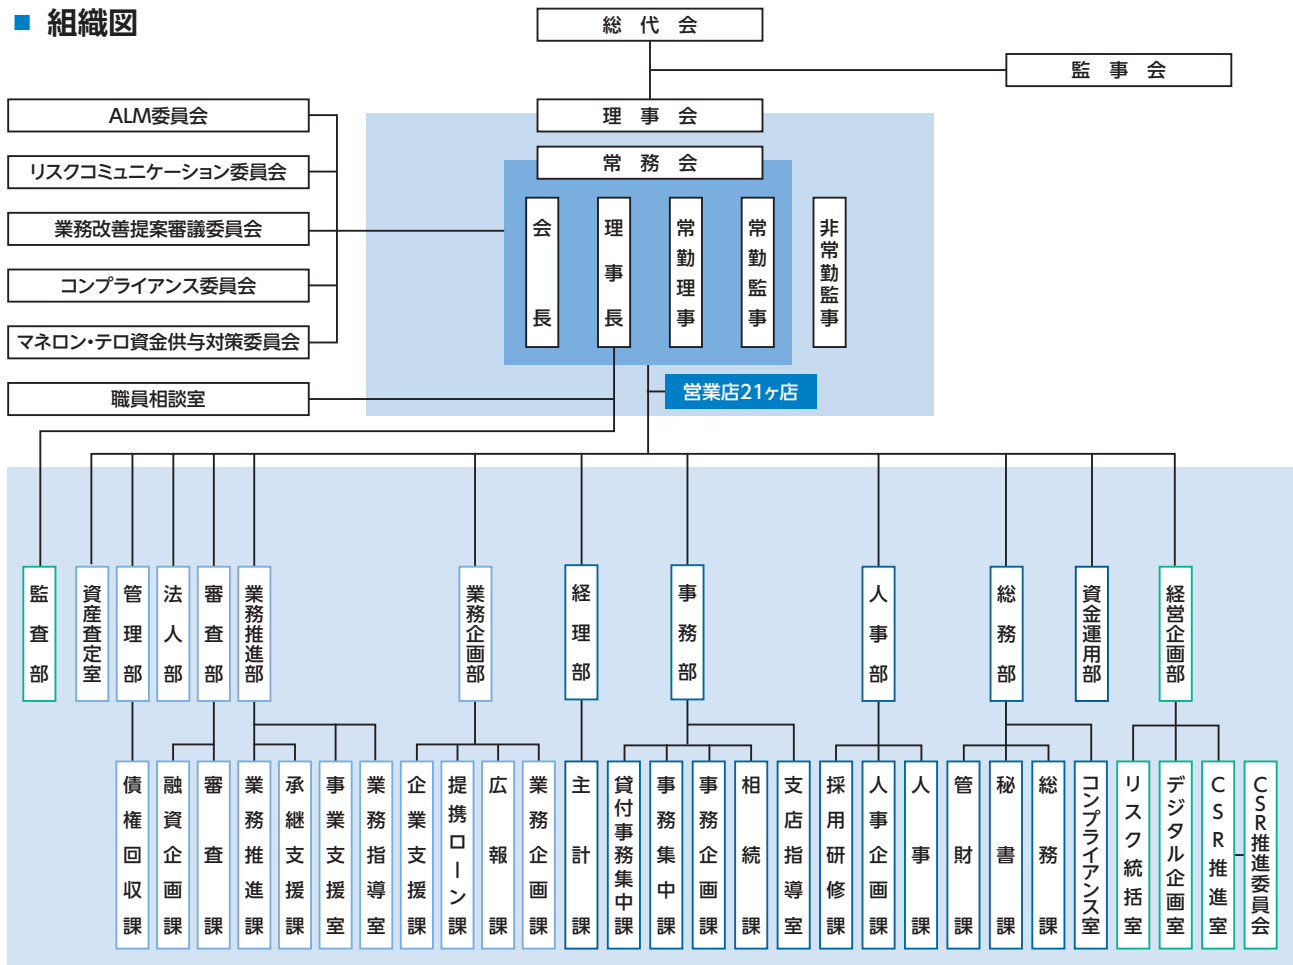 ■ 組織図
総代会
監事会
理事会
常務会
ALM委員会
リスクコミュニケーション委員会
業務改善提案審議委員会
コンプライアンス委員会
マネロン・テロ資金供与対策委員会
職員相談室
会長
理事長
常勤理事
常勤監事
非常勤監事
営業店21ヶ店
監査部
資産査定室
管理部
法人部
審査部
業務推進部
業務企画部
経理部
事務部
人事部
総務部
資金運用部
経営企画部
債権回収課
融資企画課
審査課
業務推進課
承継支援課
事業支援室
業務指導室
企業支援課
提携ローン課
広報課
業務企画課
主計課
貸付事務集中課
事務集中課
事務企画課
相続課
支店指導室
採用研修課
人事企画課
人事課
管財課
秘書課
総務課
コンプライアンス室
リスク統括室
デジタル企画室
CSR推進室
CSR推進委員会